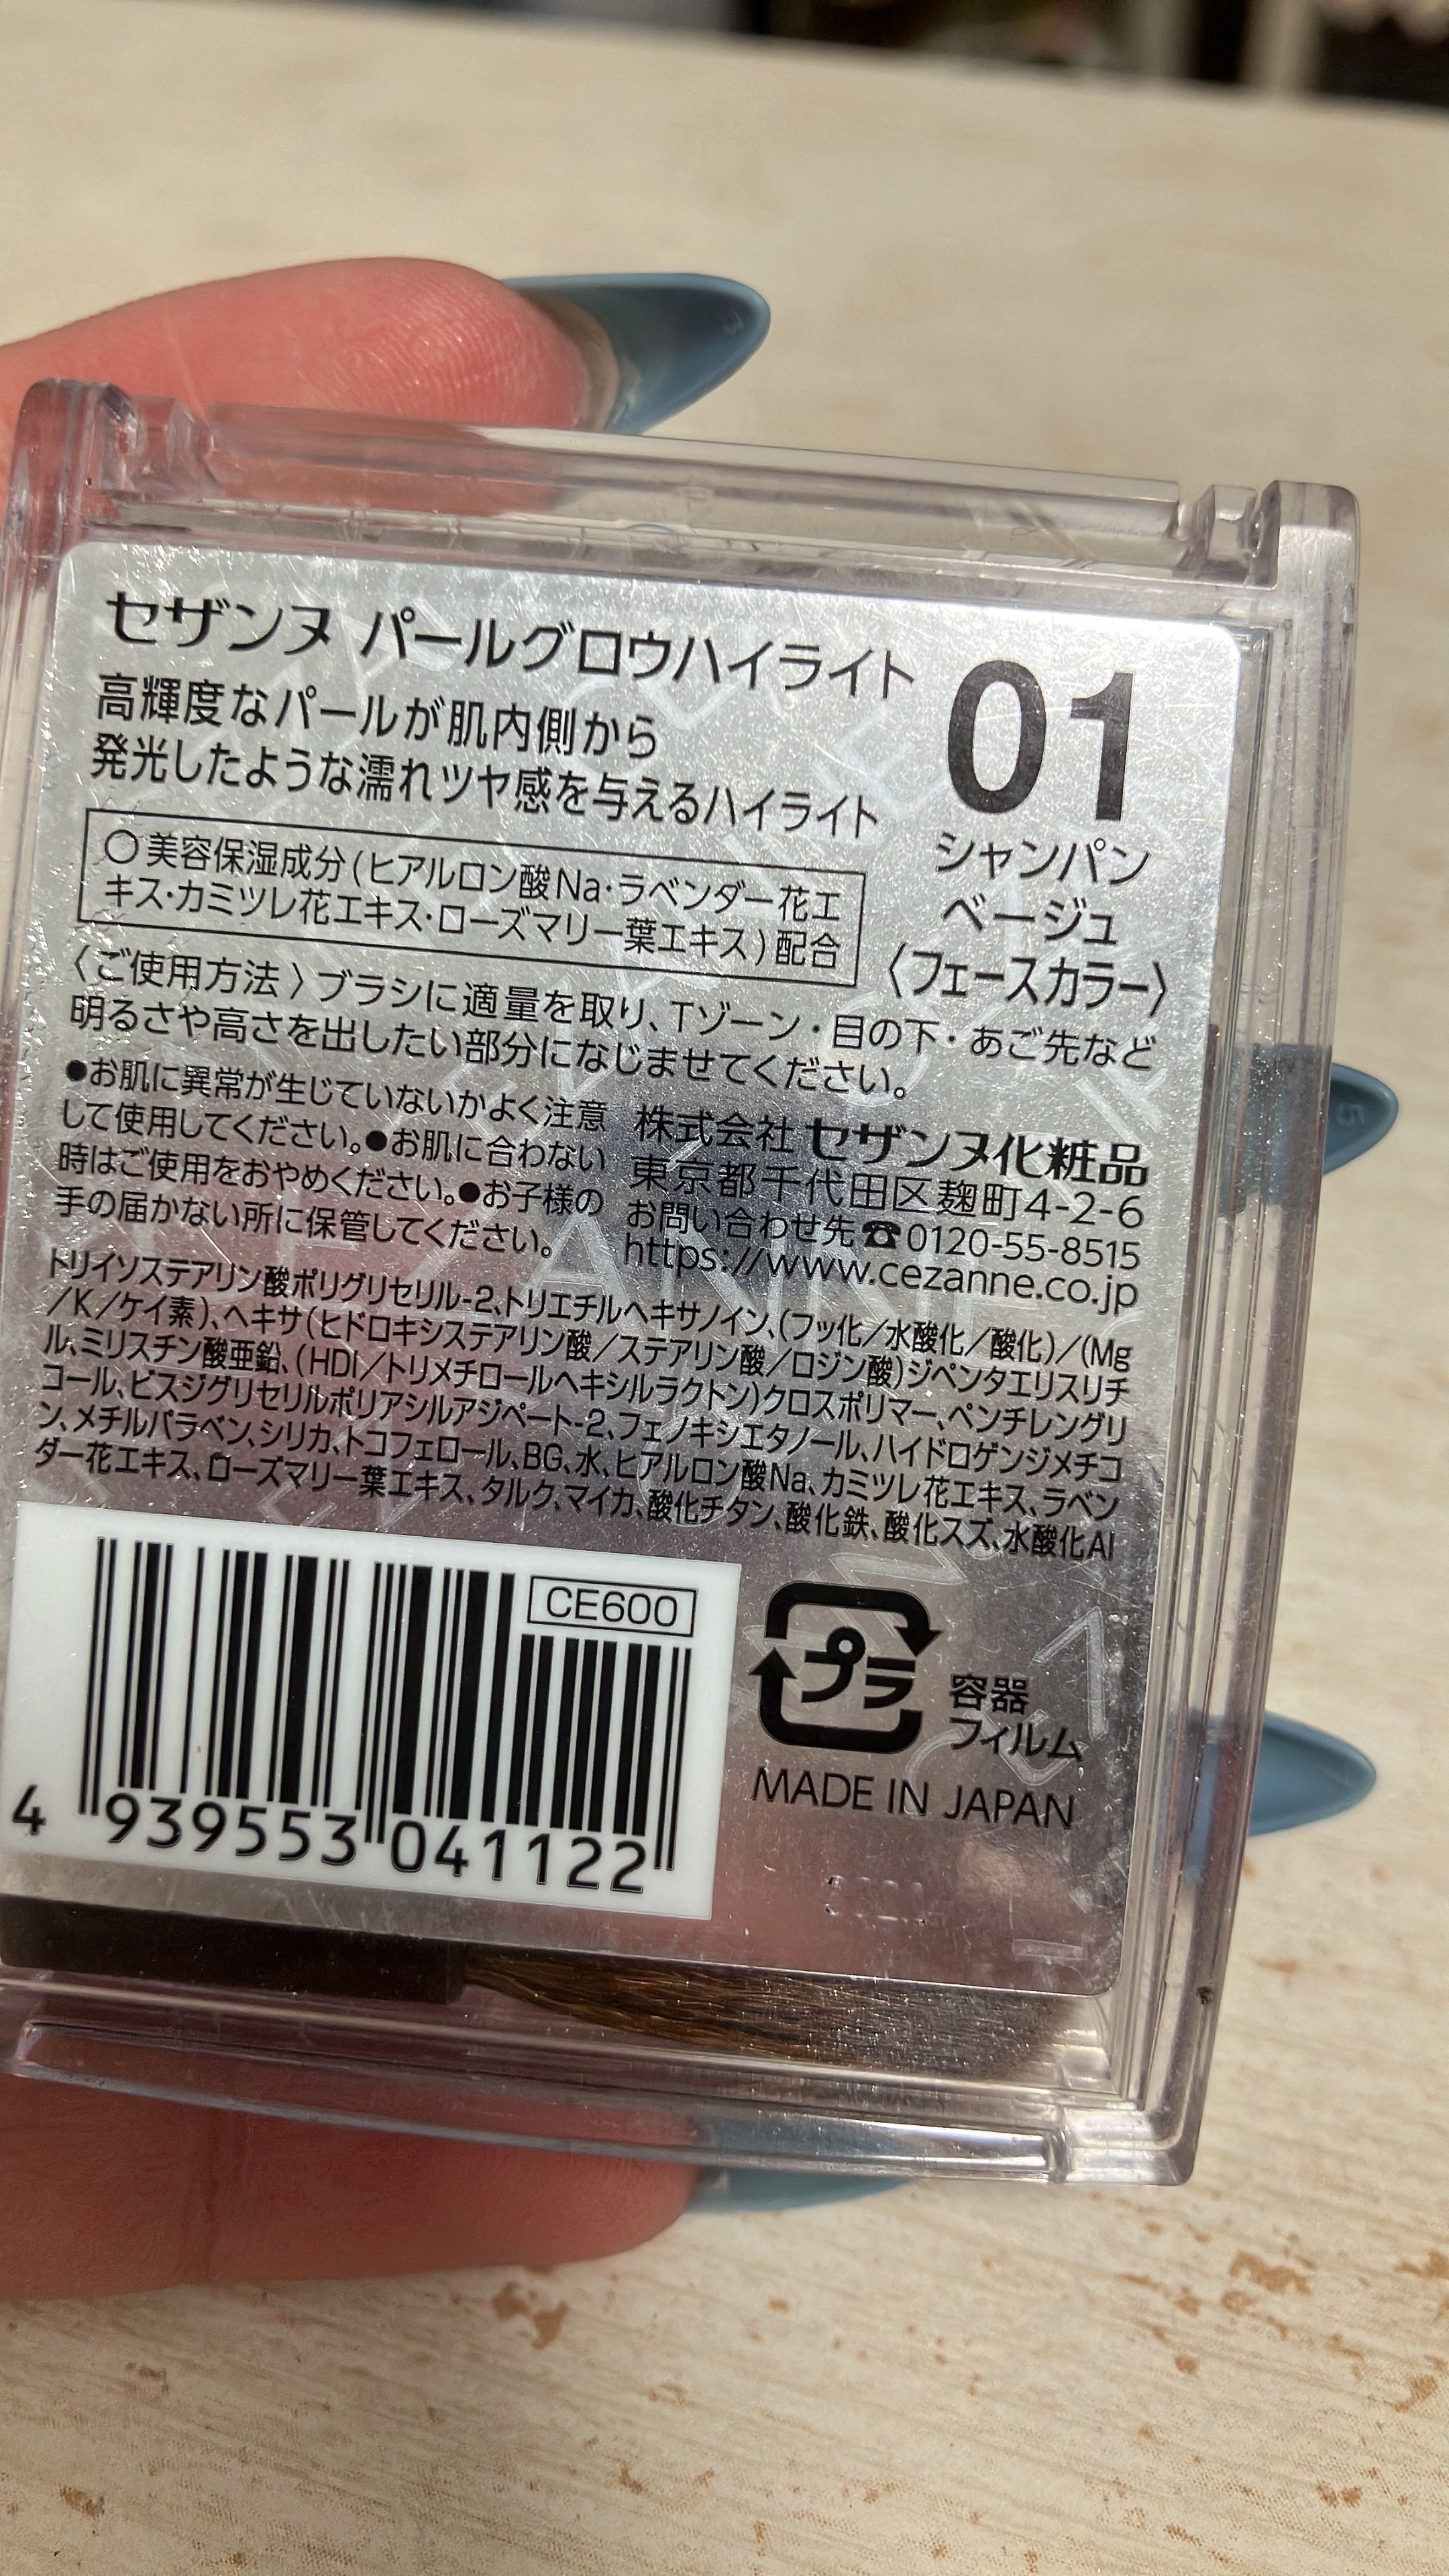 セザンヌ パールグロウハイライト
高輝度なパールが肌内側から
発光したような濡れツヤ感を与えるハイライト
01
シャンパン
ベージュ
〈フェースカラー〉
○美容保湿成分(ヒアルロン酸Na・ラベンダー花エ
キス・カミツレ花エキス・ローズマリー葉エキス)配合
〈ご使用方法〉ブラシに適量を取り、Tゾーン・目の下・あご先など
明るさや高さを出したい部分になじませてください。
●お肌に異常が生じていないかよく注意
して使用してください。●お肌に合わない
時はご使用をおやめください。●お子様の
手の届かない所に保管してください。
株式会社 セザンヌ化粧品
東京都千代田区麹町4-2-6
お問い合わせ先☎0120-55-8515
https://www.cezanne.co.jp
トリイソステアリン酸ポリグリセリル-2、トリエチルヘキサノイン、(フッ化/水酸化/酸化)/(Mg
/K/ケイ素)、ヘキサ(ヒドロキシステアリン酸/ステアリン酸/ロジン酸)ジペンタエリスリチ
ル、ミリスチン酸亜鉛、(HDI/トリメチロールヘキシルラクトン)クロスポリマー、ペンチレングリ
コール、ビスジグリセリルポリアシルアジペート-2、フェノキシエタノール、ハイドロゲンジメチコ
ン、メチルパラベン、シリカ、トコフェロール、BG、水、ヒアルロン酸Na、カミツレ花エキス、ラベン
ダー花エキス、ローズマリー葉エキス、タルク、マイカ、酸化チタン、酸化鉄、酸化スズ、水酸化Al
CE600
4 939553 041122
プラ
容器
フィルム
MADE IN JAPAN